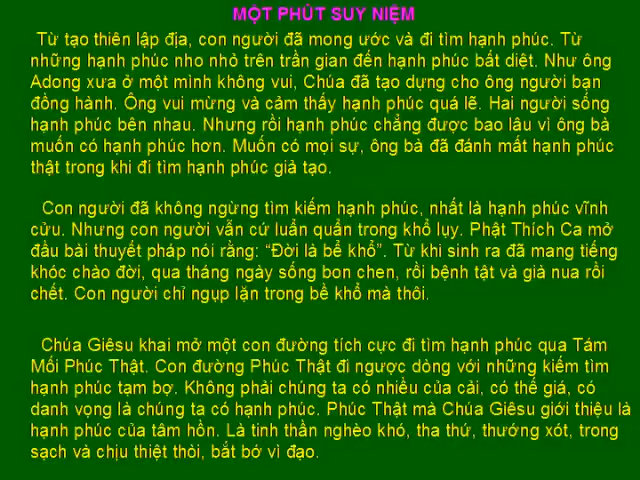 MỘT PHÚT SUY NIỆM
Từ tạo thiên lập địa, con người đã mong ước và đi tìm hạnh phúc. Từ
những hạnh phúc nho nhỏ trên trần gian đến hạnh phúc bất diệt. Như ông
Adong xưa ở một mình không vui, Chúa đã tạo dựng cho ông người bạn
đồng hành. Ông vui mừng và cảm thấy hạnh phúc quá lẽ. Hai người sống
hạnh phúc bên nhau. Nhưng rồi hạnh phúc chẳng được bao lâu vì ông bà
muốn có hạnh phúc hơn. Muốn có mọi sự, ông bà đã đánh mất hạnh phúc
thật trong khi đi tìm hạnh phúc giả tạo.
Con người đã không ngừng tìm kiếm hạnh phúc, nhất là hạnh phúc vĩnh
cửu. Nhưng con người vẫn cứ luẩn quẩn trong khổ lụy. Phật Thích Ca mở
đầu bài thuyết pháp nói rằng: “Đời là bể khổ”. Từ khi sinh ra đã mang tiếng
khóc chào đời, qua tháng ngày sống bon chen, rồi bệnh tật và già nua rồi
chết. Con người chỉ ngụp lặn trong bể khổ mà thôi.
Chúa Giêsu khai mở một con đường tích cực đi tìm hạnh phúc qua Tám
Mối Phúc Thật. Con đường Phúc Thật đi ngược dòng với những kiếm tìm
hạnh phúc tạm bợ. Không phải chúng ta có nhiều của cải, có thế giá, có
danh vọng là chúng ta có hạnh phúc. Phúc Thật mà Chúa Giêsu giới thiệu là
hạnh phúc của tâm hồn. Là tinh thần nghèo khó, tha thứ, thướng xót, trong
sạch và chịu thiệt thòi, bắt bớ vì đạo.